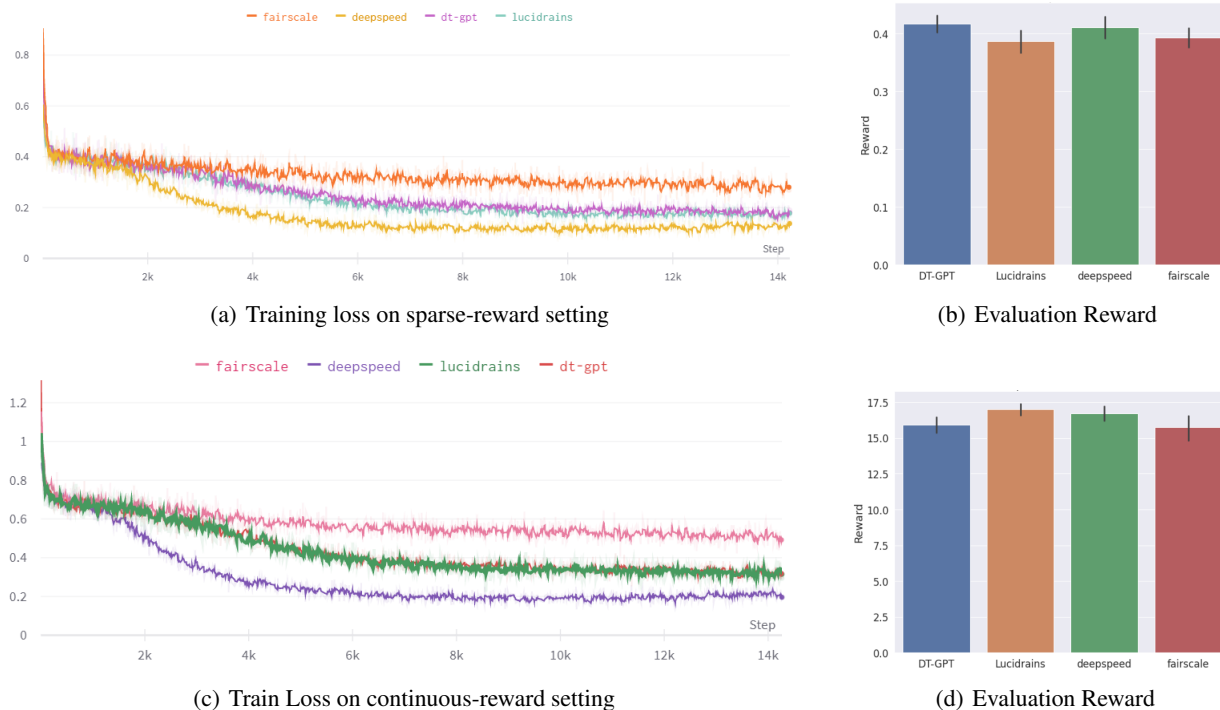 fairscale deepspeed dt-gpt lucidrains
0.8
0.6
0.4
0.2
0
Step
2k 4k 6k 8k 10k 12k 14k
(a) Training loss on sparse-reward setting
0.4
0.3
0.2
0.1
0.0
Reward
DT-GPT Lucidrains deepspeed fairscale
(b) Evaluation Reward
fairscale deepspeed lucidrains dt-gpt
1.2
1
0.8
0.6
0.4
0.2
0
Step
2k 4k 6k 8k 10k 12k 14k
(c) Train Loss on continuous-reward setting
17.5
15.0
12.5
10.0
7.5
5.0
2.5
0.0
Reward
DT-GPT Lucidrains deepspeed fairscale
(d) Evaluation Reward